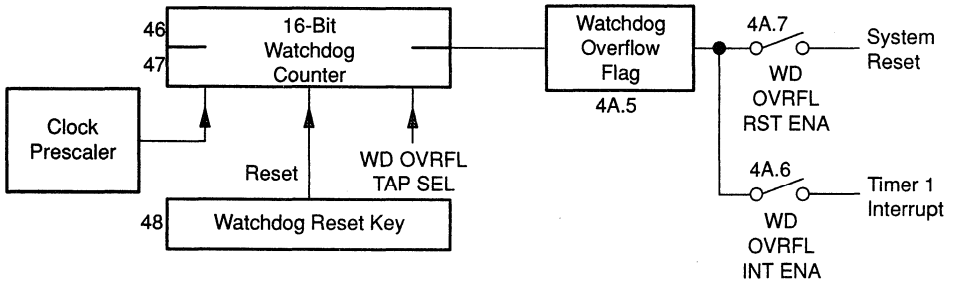 46
47
16-Bit
Watchdog
Counter
Watchdog
Overflow
Flag
4A.5
4A.7
WD
OVRFL
RST ENA
System
Reset
Clock
Prescaler
Reset
WD OVRFL
TAP SEL
48
Watchdog Reset Key
4A.6
WD
OVRFL
INT ENA
Timer 1
Interrupt